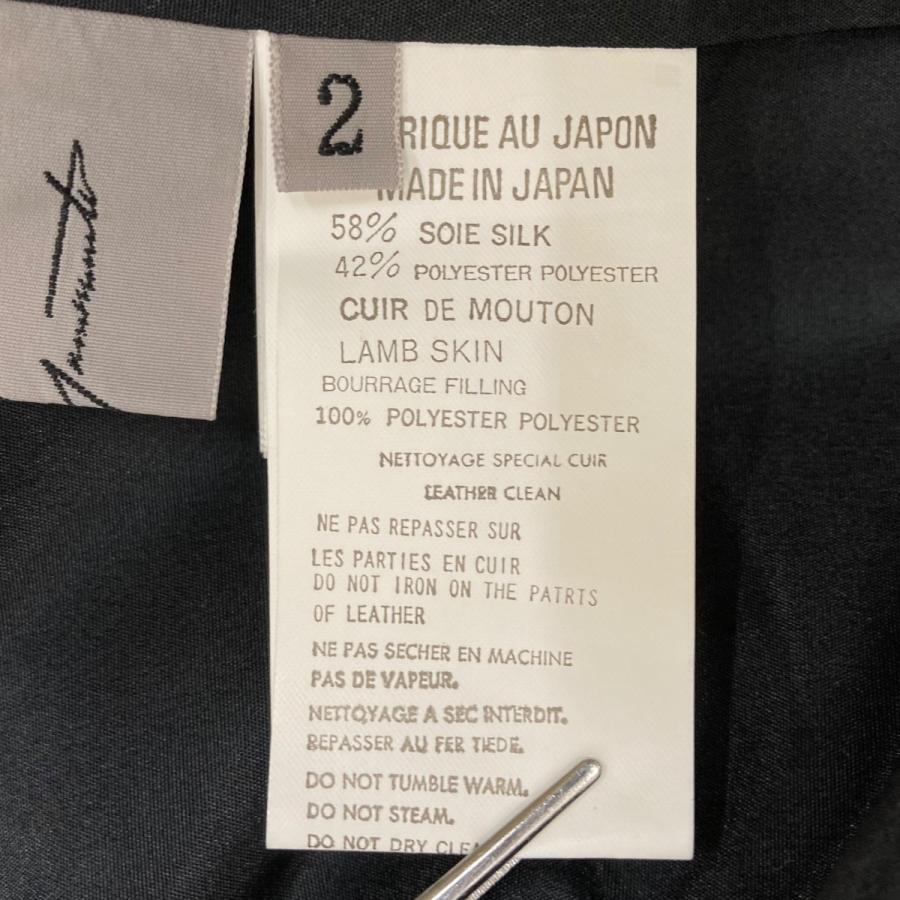 2
RIQUE AU JAPON
MADE IN JAPAN
58% SOIE SILK
42% POLYESTER POLYESTER
CUIR DE MOUTON
LAMB SKIN
BOURRAGE FILLING
100% POLYESTER POLYESTER
NETTOYAGE SPECIAL CUIR
LEATHER CLEAN
NE PAS REPASSER SUR
LES PARTIES EN CUIR
DO NOT IRON ON THE PATRTS
OF LEATHER
NE PAS SECHER EN MACHINE
PAS DE VAPEUR.
NETTOYAGE A SEC INTERDIT.
REPASSER AU FER TIEDE.
DO NOT TUMBLE WARM.
DO NOT STEAM.
DO NOT DRY CLEA